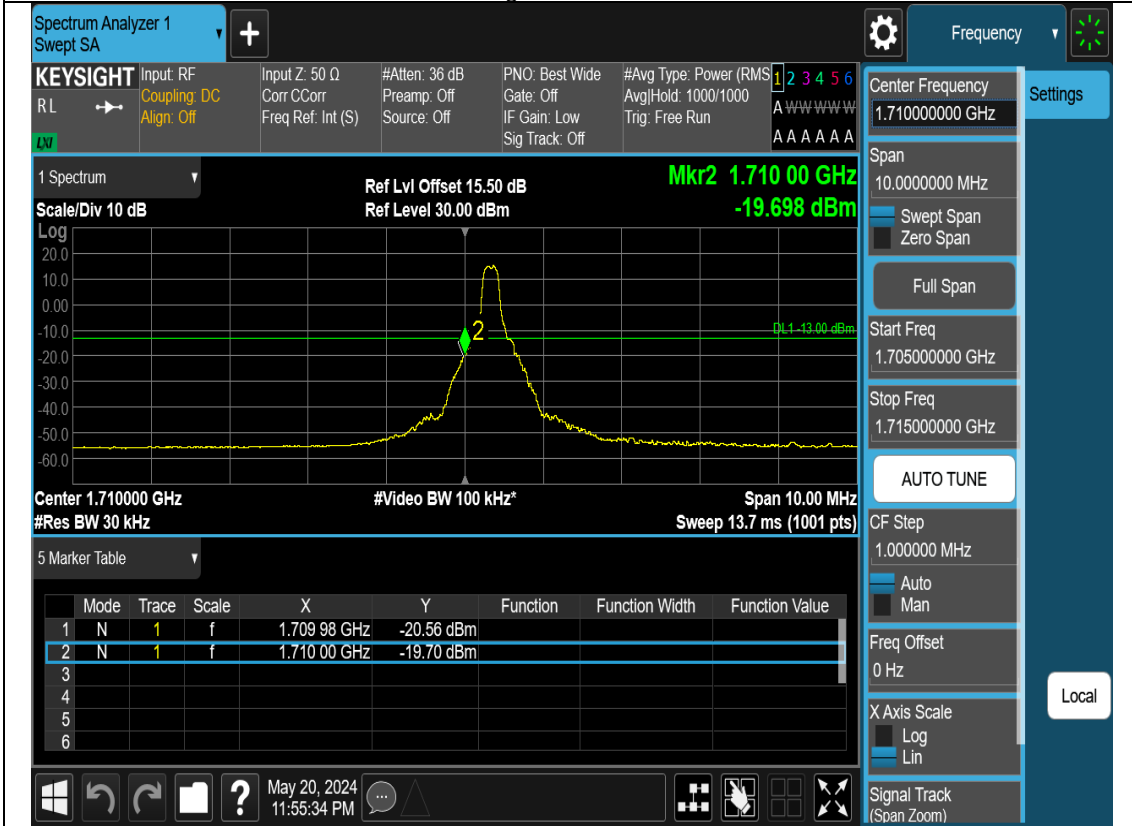 Spectrum Analyzer 1
Swept SA
+
Frequency
KEYSIGHT
R L
LXI
Input: RF
Coupling: DC
Align: Off
Input Z: 50 Ω
Corr CCorr
Freq Ref: Int (S)
#Atten: 36 dB
Preamp: Off
Source: Off
PNO: Best Wide
Gate: Off
IF Gain: Low
Sig Track: Off
#Avg Type: Power (RMS
Avg|Hold: 1000/1000
Trig: Free Run
1 2 3 4 5 6
A W W W W W
A A A A A A
1 Spectrum
Scale/Div 10 dB
Ref Lvl Offset 15.50 dB
Ref Level 30.00 dBm
Mkr2 1.710 00 GHz
-19.698 dBm
Log
20.0
10.0
0.00
-10.0
-20.0
-30.0
-40.0
-50.0
-60.0
2
DL1 -13.00 dBm
Center 1.710000 GHz
#Res BW 30 kHz
#Video BW 100 kHz*
Span 10.00 MHz
Sweep 13.7 ms (1001 pts)
5 Marker Table
Mode Trace Scale X Y Function Function Width Function Value
1 N 1 f 1.709 98 GHz -20.56 dBm
2 N 1 f 1.710 00 GHz -19.70 dBm
3
4
5
6
?
May 20, 2024
11:55:34 PM
Center Frequency
1.710000000 GHz
Settings
Span
10.0000000 MHz
Swept Span
Zero Span
Full Span
Start Freq
1.705000000 GHz
Stop Freq
1.715000000 GHz
AUTO TUNE
CF Step
1.000000 MHz
Auto
Man
Freq Offset
0 Hz
Local
X Axis Scale
Log
Lin
Signal Track
(Span Zoom)